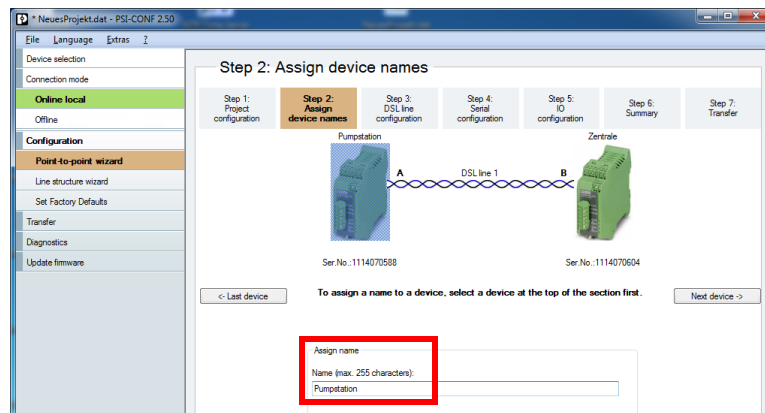 * NeuesProjekt.dat - PSI-CONF 2.50
File Language Extras ?
Device selection
Connection mode
Online local
Offline
Configuration
Point-to-point wizard
Line structure wizard
Set Factory Defaults
Transfer
Diagnostics
Update firmware
Step 2: Assign device names
Step 1:
Project
configuration
Step 2:
Assign
device names
Step 3:
DSL line
configuration
Step 4:
Serial
configuration
Step 5:
IO
configuration
Step 6:
Summary
Step 7:
Transfer
Pumpstation
Zentrale
A DSL line 1 B
Ser.No.:1114070588
Ser.No.:1114070604
<- Last device
To assign a name to a device, select a device at the top of the section first.
Next device ->
Assign name
Name (max. 255 characters):
Pumpstation